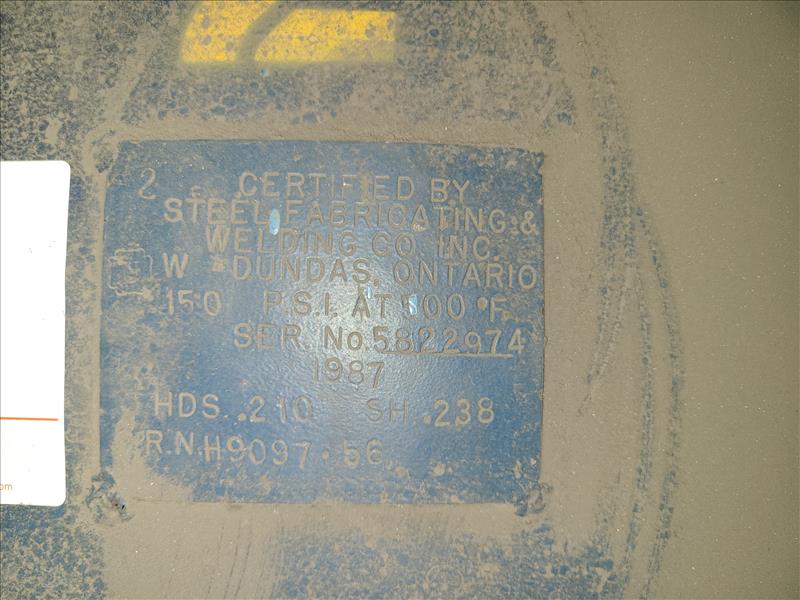 2 CERTIFIED BY
STEEL FABRICATING &
WELDING CO. INC.
W DUNDAS, ONTARIO
150 P.S.I. AT 500 °F.
SER. No. 5822974
1987
HDS .210 SH .238
R.N. H9097.56
om